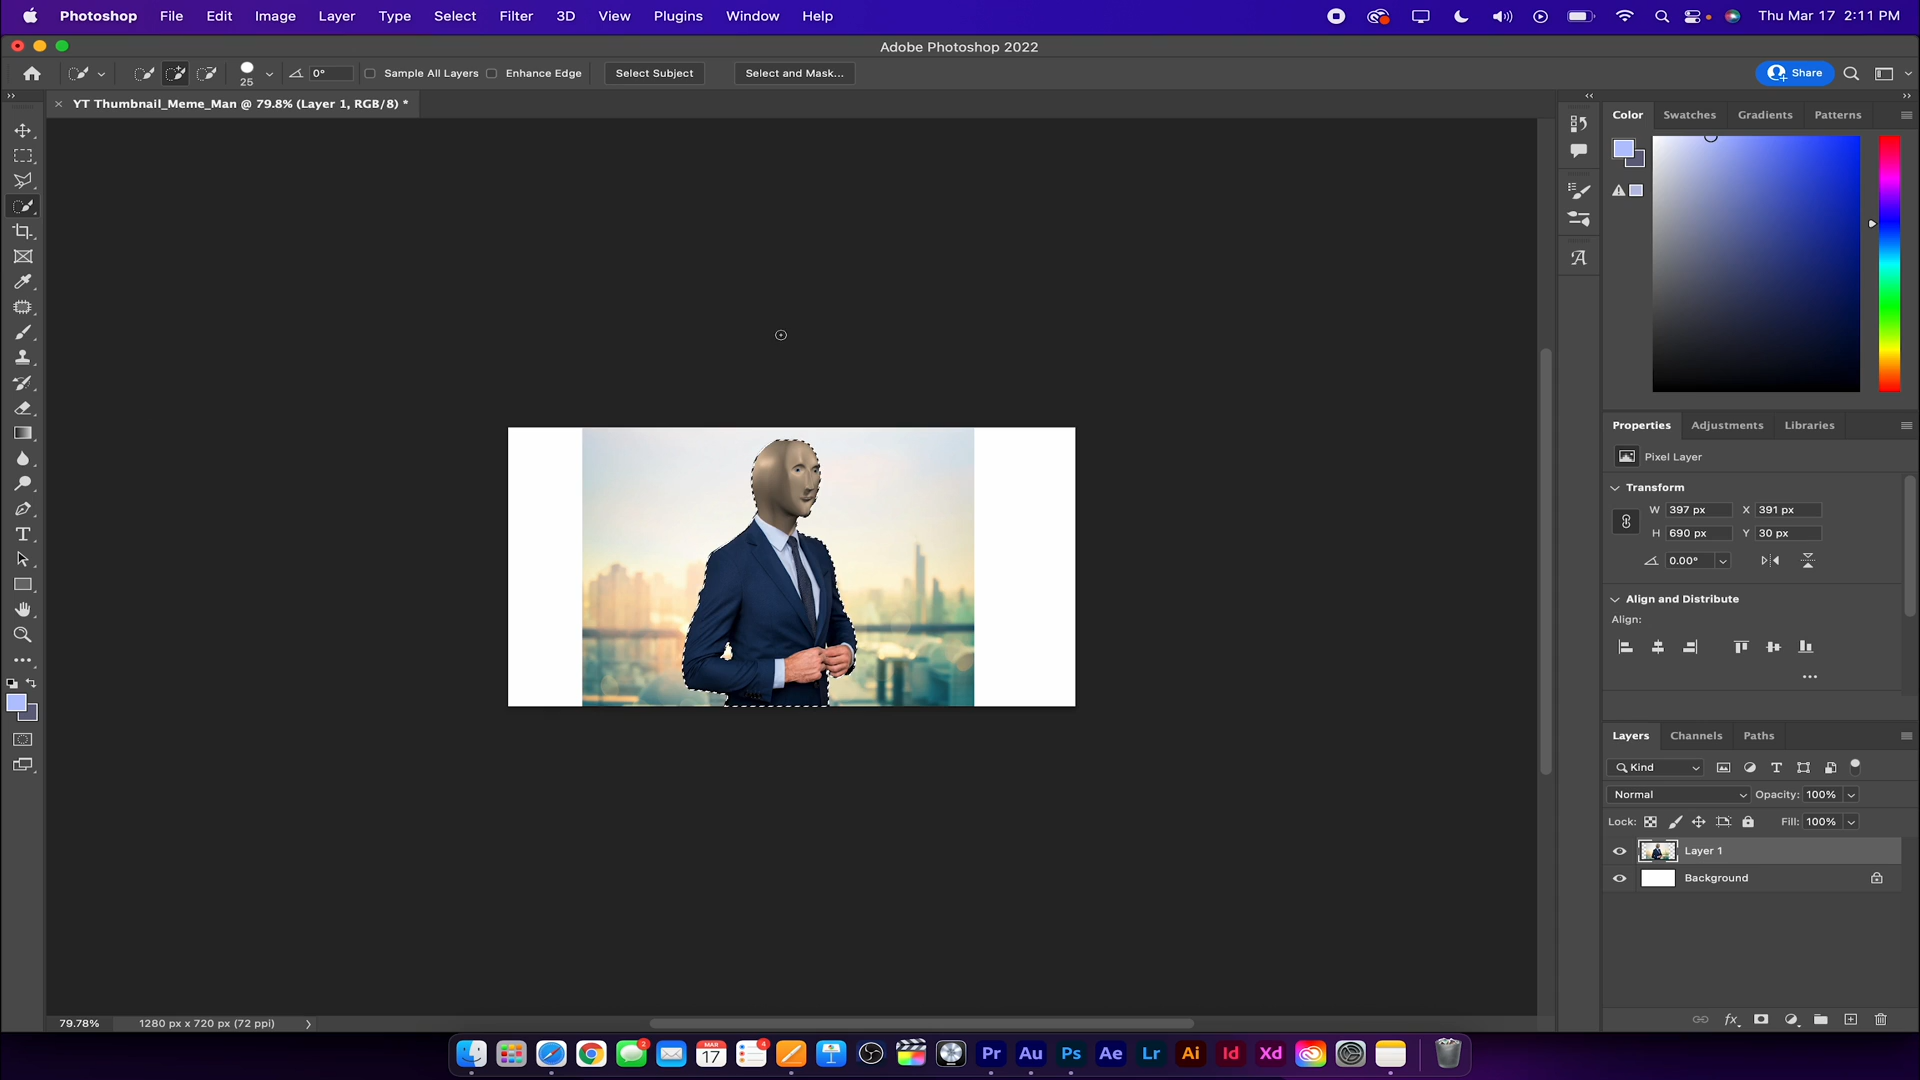 Photoshop File Edit Image Layer Type Select Filter 3D View Plugins Window Help Thu Mar 17 2:11 PM
Adobe Photoshop 2022
25 0° Sample All Layers Enhance Edge Select Subject Select and Mask... Share
YT Thumbnail_Meme_Man @ 79.8% (Layer 1, RGB/8) *
Color Swatches Gradients Patterns
Properties Adjustments Libraries
Pixel Layer
Transform
W 397 px X 391 px
H 690 px Y 30 px
0.00°
Align and Distribute
Align:
Layers Channels Paths
Kind
Normal Opacity: 100%
Lock: Fill: 100%
Layer 1
Background
fx
79.78% 1280 px x 720 px (72 ppi)
MAR
17
2
4
Pr Au Ps Ae Lr Ai Id Xd